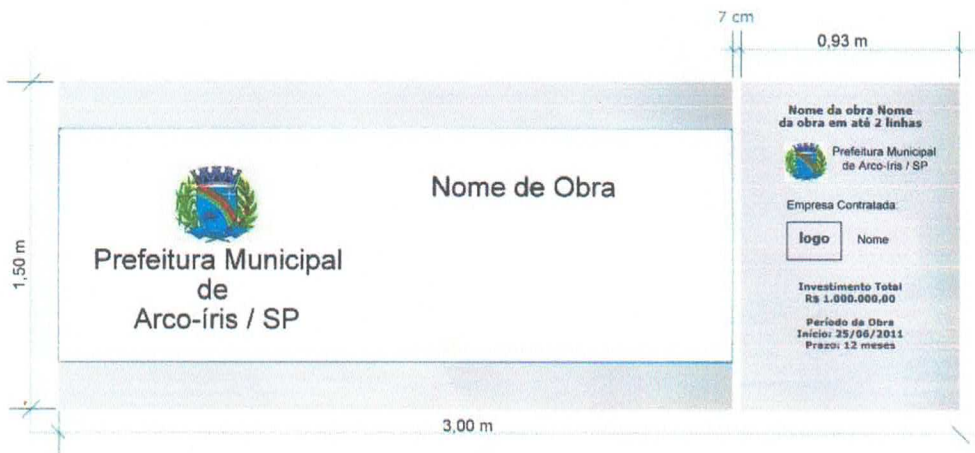 7 cm
0,93 m
1,50 m
Prefeitura Municipal
de
Arco-íris / SP
Nome de Obra
Nome da obra Nome
da obra em até 2 linhas
Prefeitura Municipal
de Arco-Íris / SP
Empresa Contratada:
logo
Nome
Investimento Total
R$ 1.000.000,00
Período da Obra
Início: 25/06/2011
Prazo: 12 meses
3,00 m